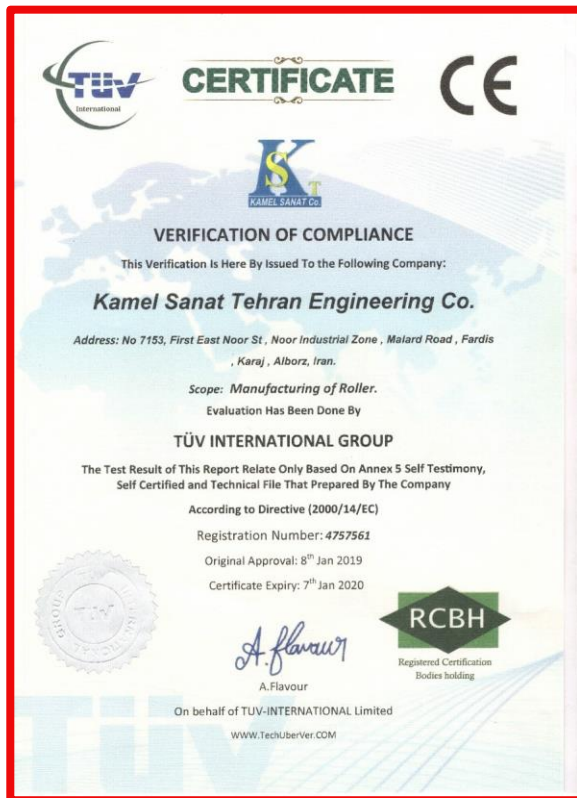 TÜV
International
CERTIFICATE
CE
K S T
KAMEL SANAT Co.
VERIFICATION OF COMPLIANCE
This Verification Is Here By Issued To the Following Company:
Kamel Sanat Tehran Engineering Co.
Address: No 7153, First East Noor St , Noor Industrial Zone , Malard Road , Fardis
, Karaj , Alborz, Iran.
Scope: Manufacturing of Roller.
Evaluation Has Been Done By
TÜV INTERNATIONAL GROUP
The Test Result of This Report Relate Only Based On Annex 5 Self Testimony,
Self Certified and Technical File That Prepared By The Company
According to Directive (2000/14/EC)
Registration Number: 4757561
Original Approval: 8th Jan 2019
Certificate Expiry: 7th Jan 2020
TÜV
RCBH
Registered Certification
Bodies holding
A.flavour
A.Flavour
On behalf of TUV-INTERNATIONAL Limited
WWW.TechUberVer.COM
Tüv